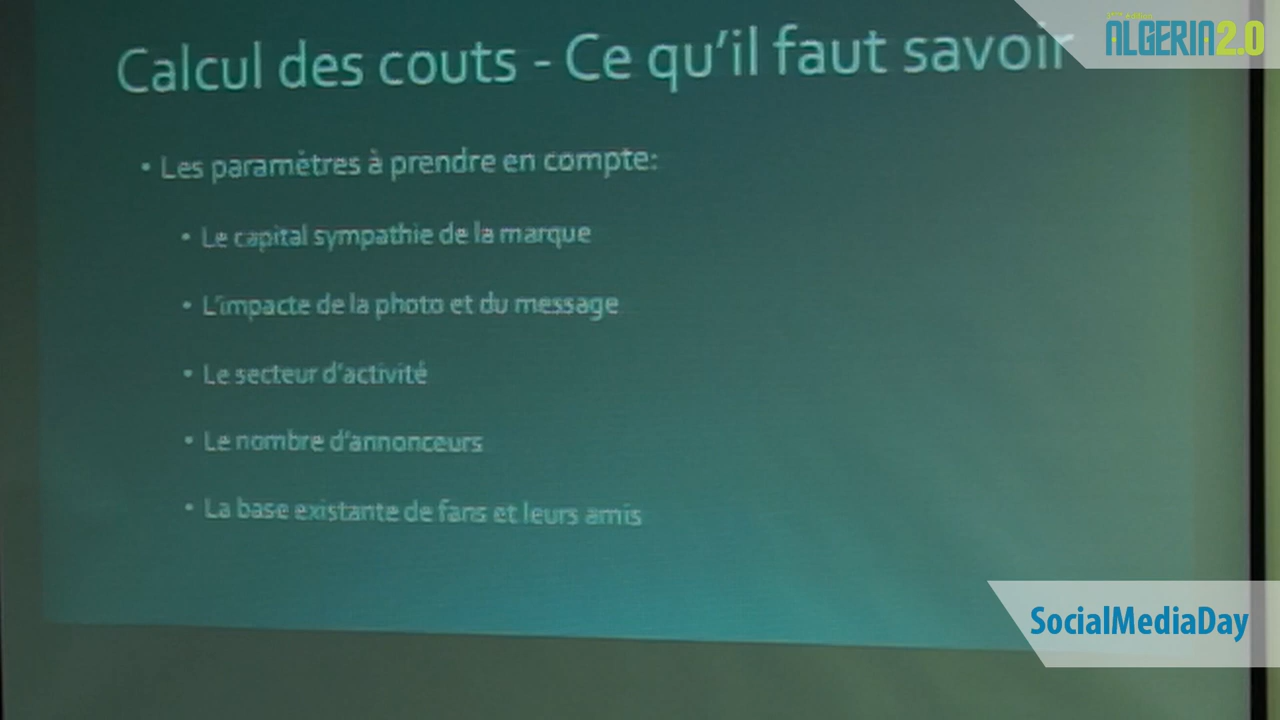 Calcul des couts - Ce qu'il faut savoir
• Les paramètres à prendre en compte:
• Le capital sympathie de la marque
• L'impacte de la photo et du message
• Le secteur d'activité
• Le nombre d'annonceurs
• La base existante de fans et leurs amis
ALGERIA2.0
SocialMediaDay